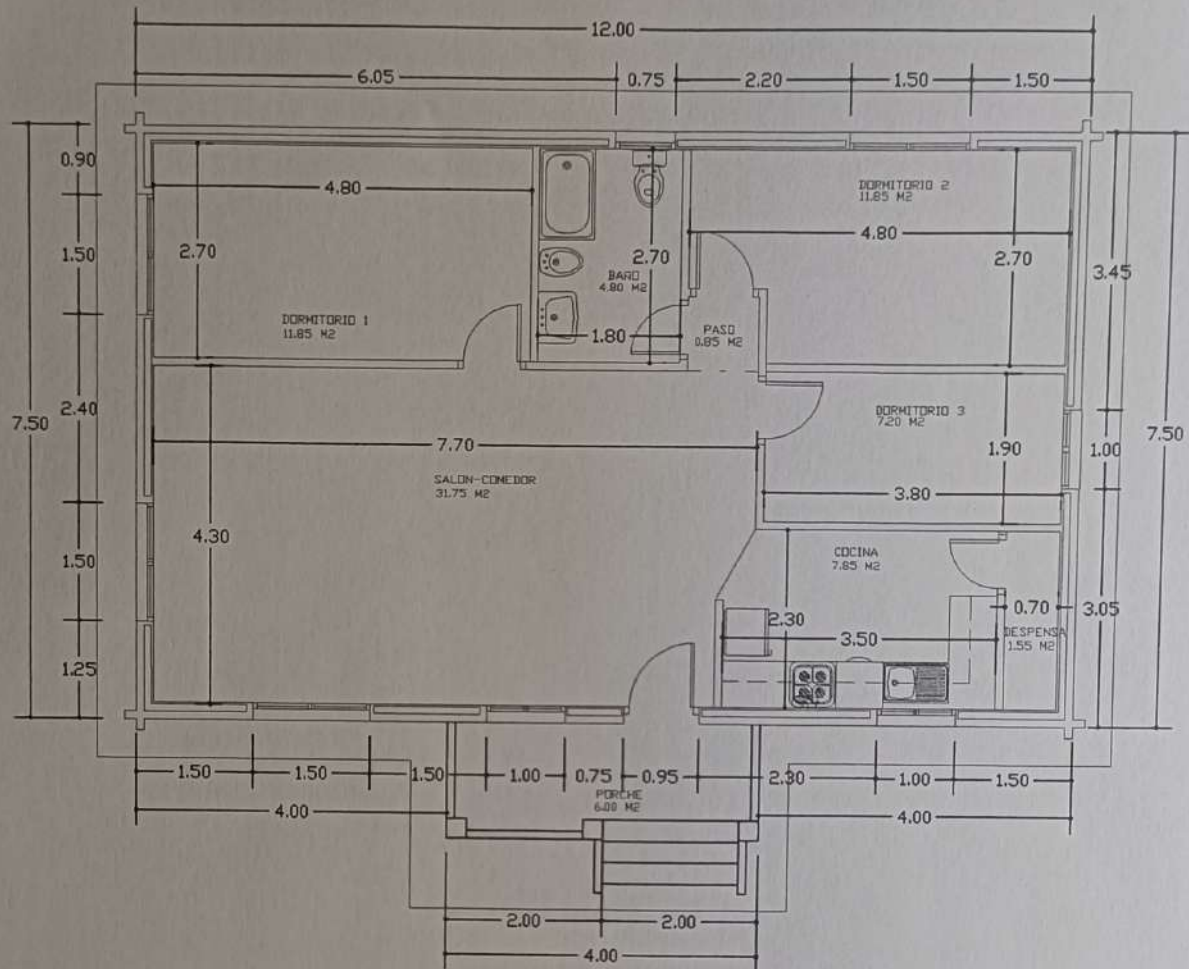 12.00
6.05
0.75
2.20
1.50
1.50
0.90
1.50
2.40
1.50
1.25
7.50
4.80
2.70
DORMITORIO 1
11.85 M2
2.70
BAÑO
4.80 M2
1.80
PASO
0.85 M2
DORMITORIO 2
11.85 M2
4.80
2.70
3.45
1.00
3.05
7.50
DORMITORIO 3
7.20 M2
1.90
3.80
7.70
SALON-COMEDOR
31.75 M2
4.30
COCINA
7.85 M2
2.30
3.50
0.70
DESPENSA
1.55 M2
1.50
1.50
1.50
1.00
0.75
0.95
2.30
1.00
1.50
4.00
PORCHE
6.00 M2
4.00
2.00
2.00
4.00